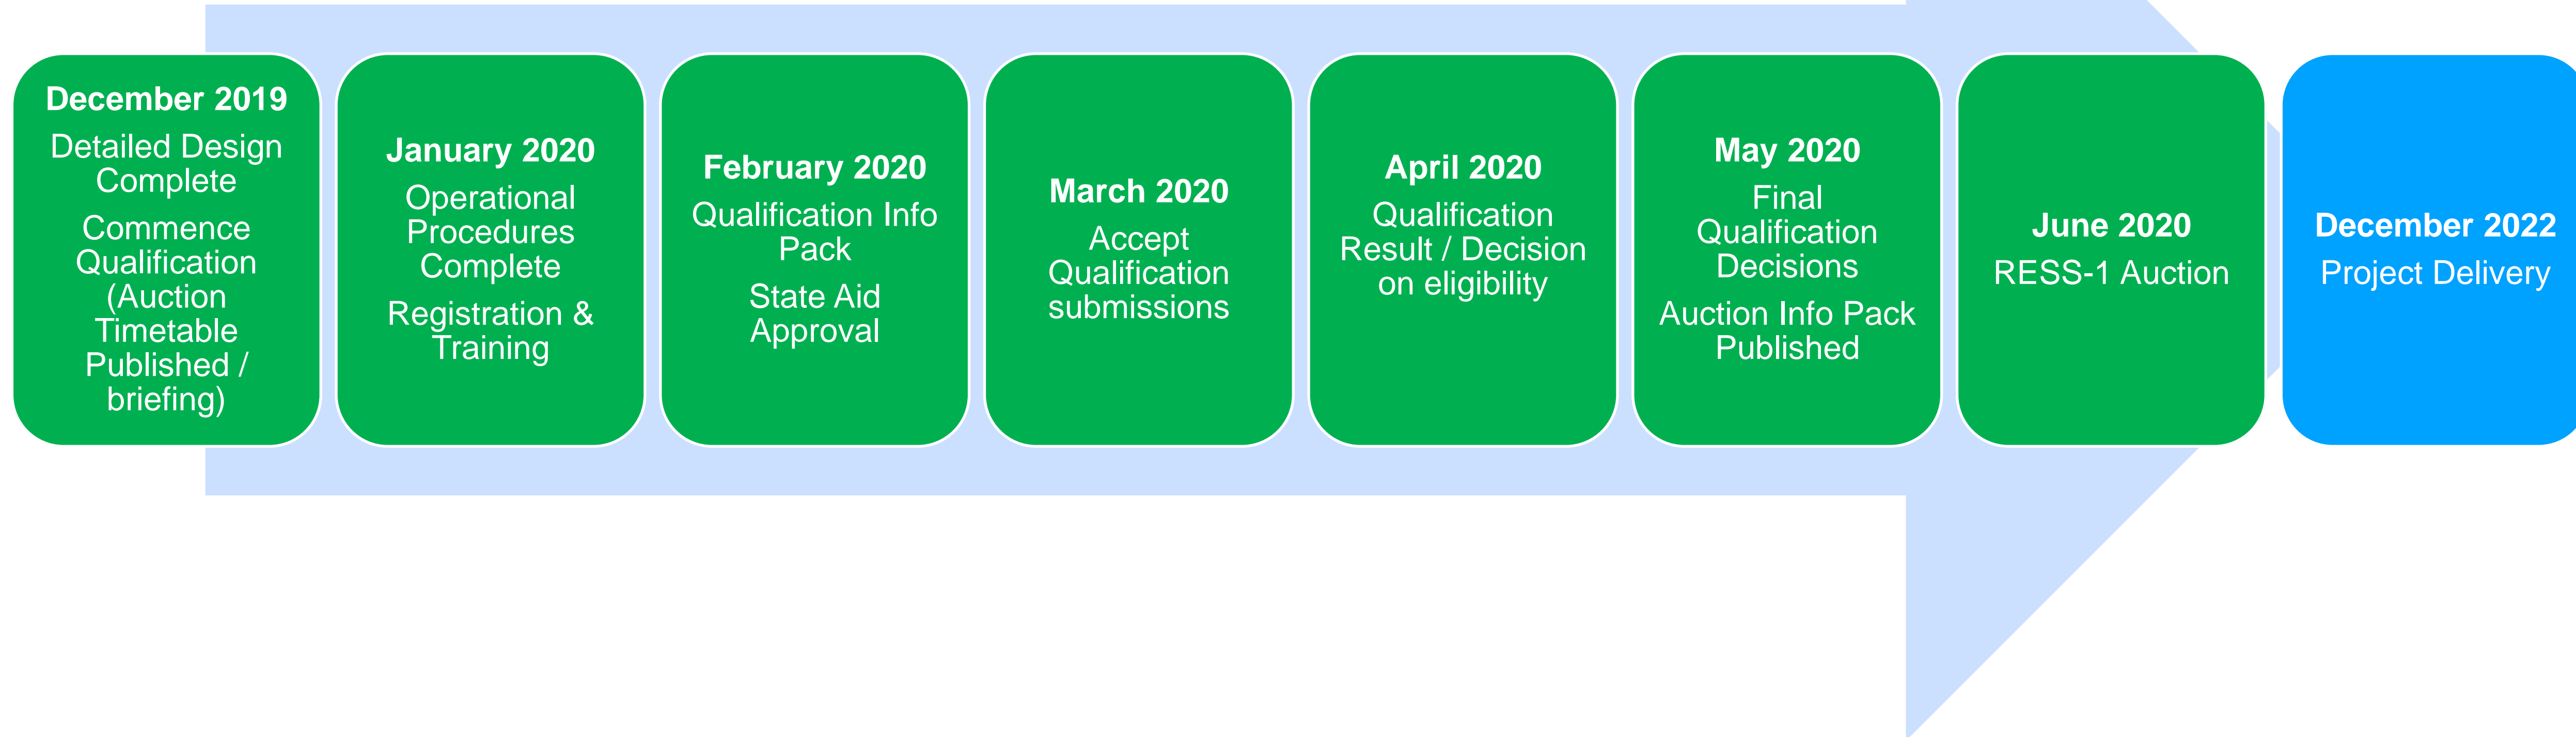 December 2019
Detailed Design
Complete
Commence
Qualification
(Auction
Timetable
Published /
briefing)
January 2020
Operational
Procedures
Complete
Registration &
Training
February 2020
Qualification Info
Pack
State Aid
Approval
March 2020
Accept
Qualification
submissions
April 2020
Qualification
Result / Decision
on eligibility
May 2020
Final
Qualification
Decisions
Auction Info Pack
Published
June 2020
RESS-1 Auction
December 2022
Project Delivery